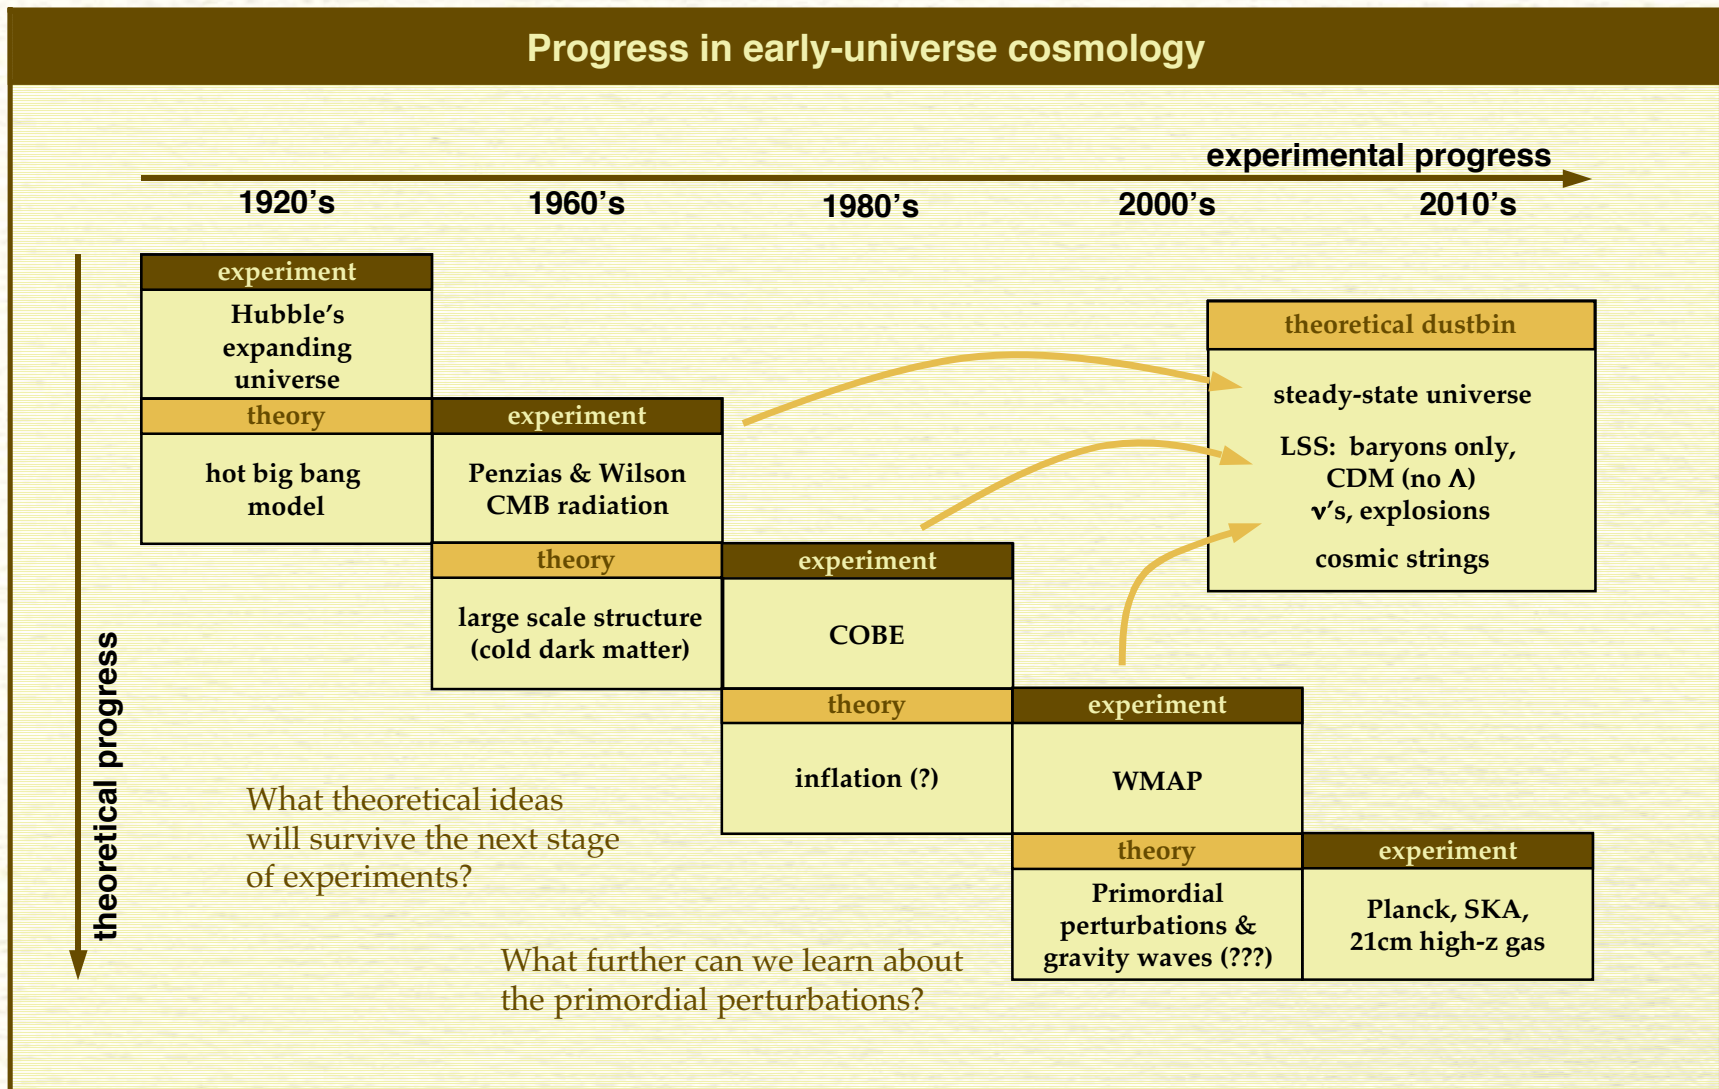 Progress in early-universe cosmology
experimental progress
1920's
1960's
1980's
2000's
2010's
theoretical progress
experiment
Hubble's
expanding
universe
theory
hot big bang
model
experiment
Penzias & Wilson
CMB radiation
theory
large scale structure
(cold dark matter)
experiment
COBE
theory
inflation (?)
experiment
WMAP
theory
Primordial
perturbations &
gravity waves (???)
experiment
Planck, SKA,
21cm high-z gas
theoretical dustbin
steady-state universe
LSS: baryons only,
CDM (no Λ)
ν's, explosions
cosmic strings
What theoretical ideas
will survive the next stage
of experiments?
What further can we learn about
the primordial perturbations?